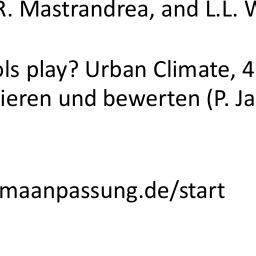 R. Mastrandrea, and L.L. W
ols play? Urban Climate, 4
ieren und bewerten (P. Ja
maanpassung.de/start